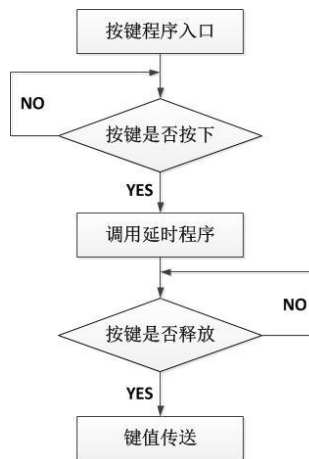 按键程序入口
NO
按键是否按下
YES
调用延时程序
按键是否释放
NO
YES
键值传送